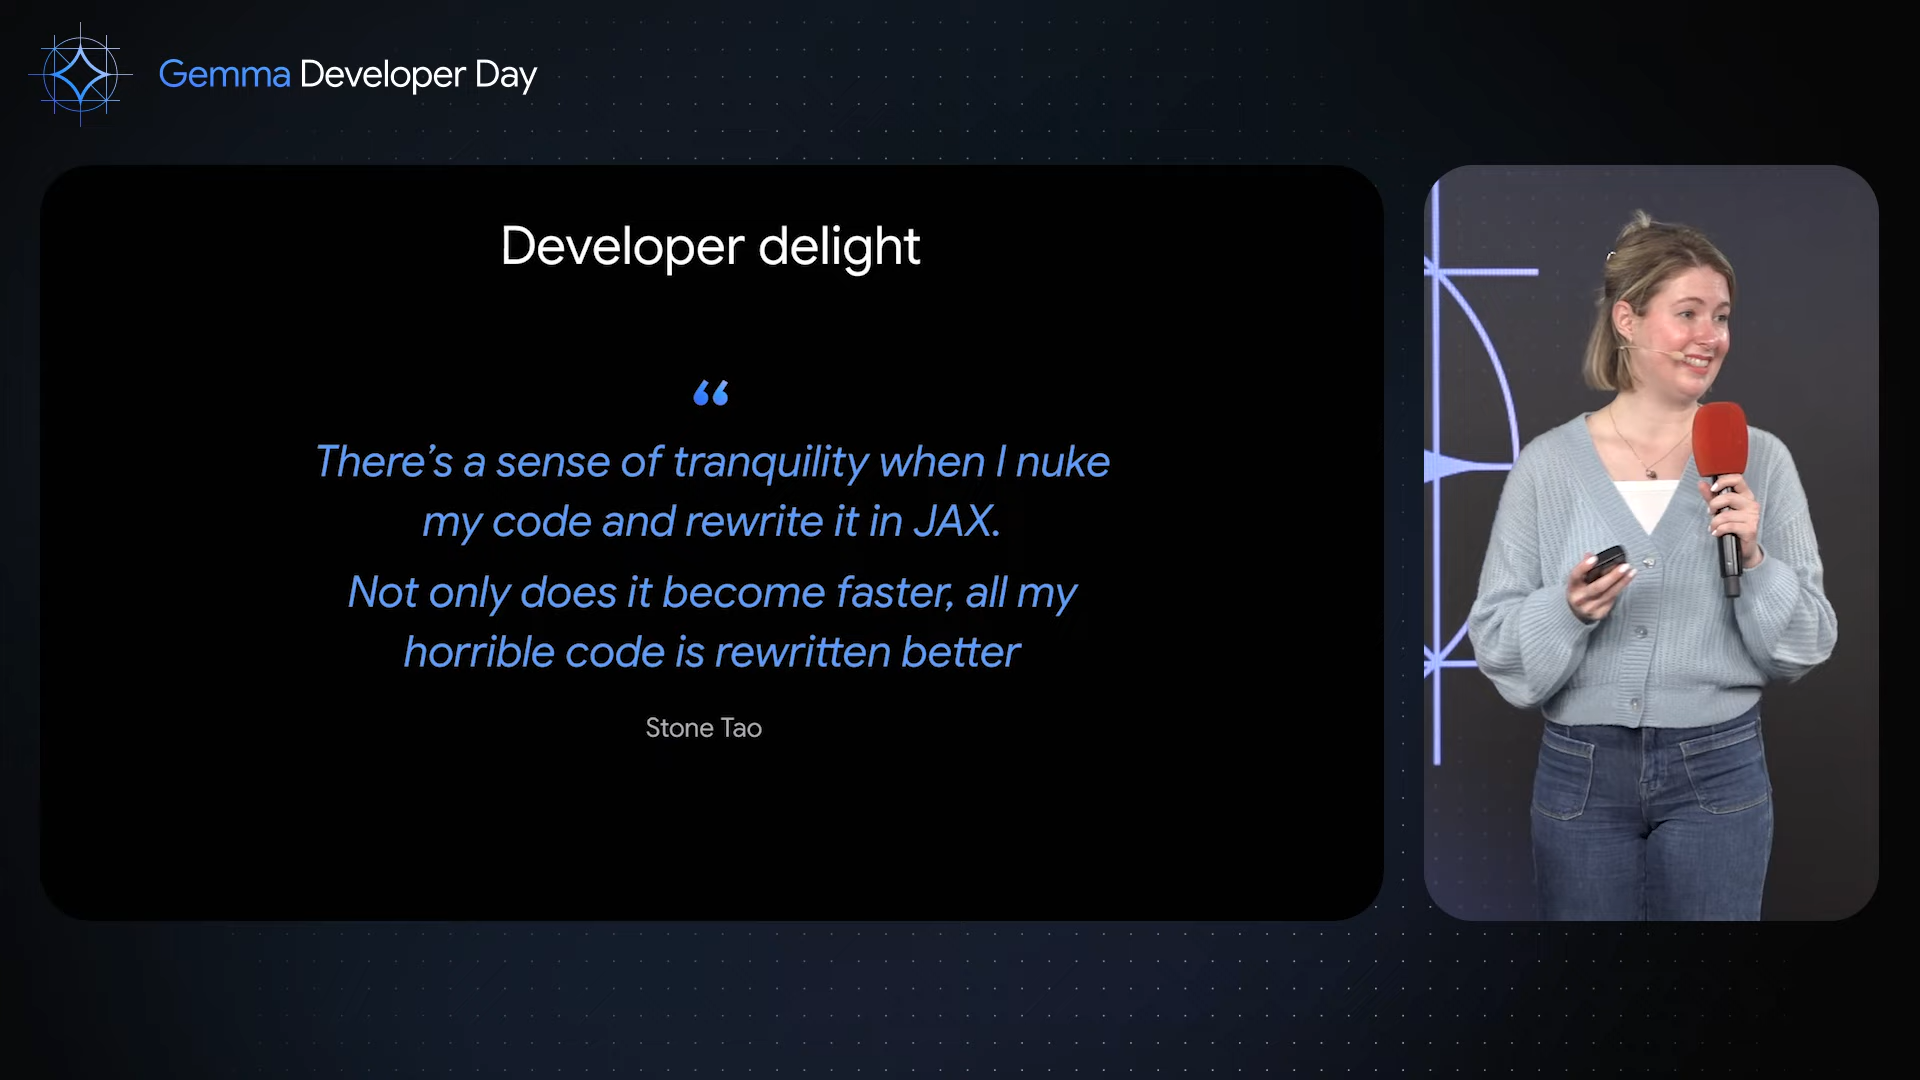 Gemma Developer Day
Developer delight
“
There’s a sense of tranquility when I nuke
my code and rewrite it in JAX.
Not only does it become faster, all my
horrible code is rewritten better
Stone Tao